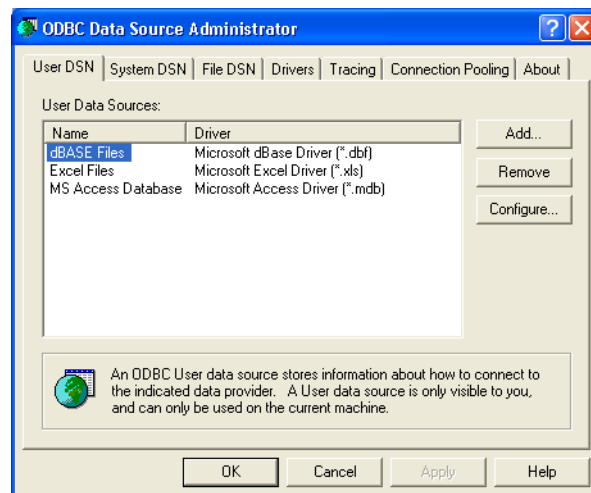 ODBC Data Source Administrator
User DSN System DSN File DSN Drivers Tracing Connection Pooling About
User Data Sources:
Name Driver
dBASE Files Microsoft dBase Driver (*.dbf)
Excel Files Microsoft Excel Driver (*.xls)
MS Access Database Microsoft Access Driver (*.mdb)
Add...
Remove
Configure...
An ODBC User data source stores information about how to connect to
the indicated data provider. A User data source is only visible to you,
and can only be used on the current machine.
OK Cancel Apply Help